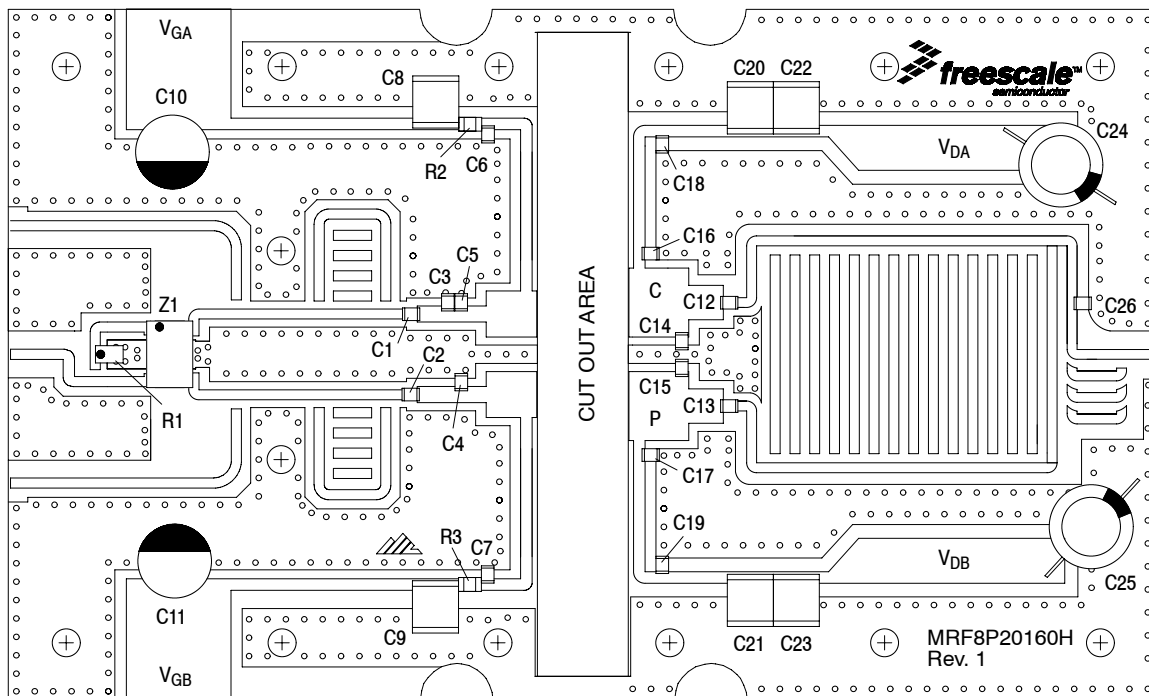 VGA
C8
C20 C22
freescale™
semiconductor
C10
C24
R2
C6
VDA
C18
C16
C3
C5
C
C12
C26
Z1
C1
C14
CUT OUT AREA
C2
C15
C13
R1
C4
P
C17
C19
R3
C7
VDB
C25
C11
C9
C21 C23
MRF8P20160H
Rev. 1
VGB